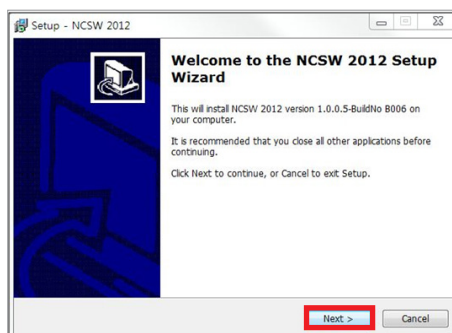 Setup - NCSW 2012
Welcome to the NCSW 2012 Setup
Wizard
This will install NCSW 2012 version 1.0.0.5-BuildNo B006 on
your computer.
It is recommended that you close all other applications before
continuing.
Click Next to continue, or Cancel to exit Setup.
Next >
Cancel